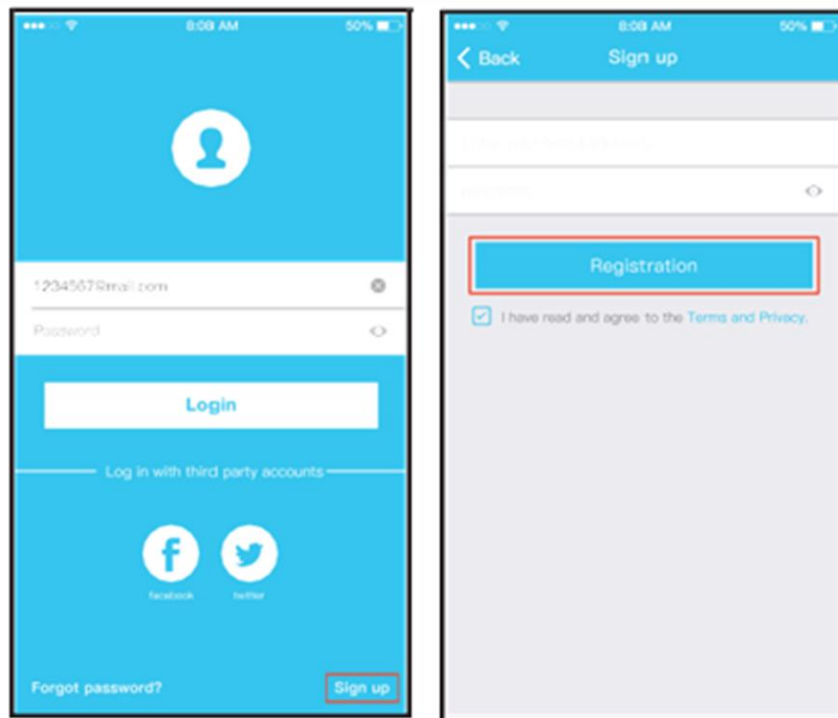 8:08 AM
50%
1234567@mail.com
Password
Login
Log in with third party accounts
facebook
twitter
Forgot password?
Sign up
8:08 AM
50%
Back
Sign up
Registration
I have read and agree to the Terms and Privacy.